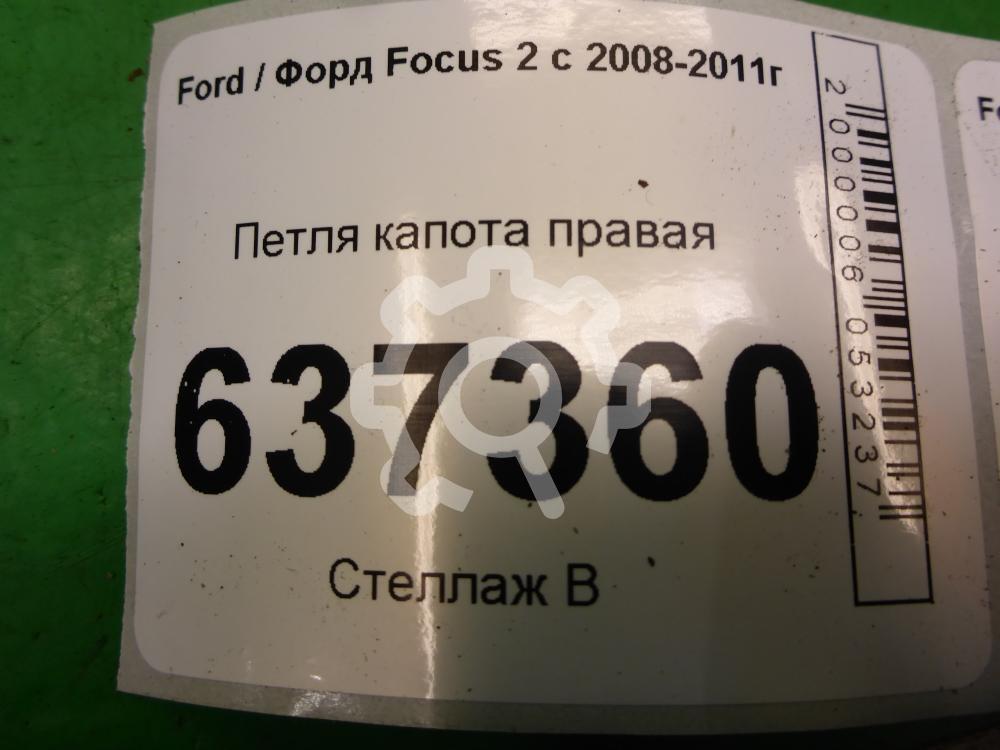 Ford / Форд Focus 2 с 2008-2011г
Петля капота правая
637360
Стеллаж В
2000006053237